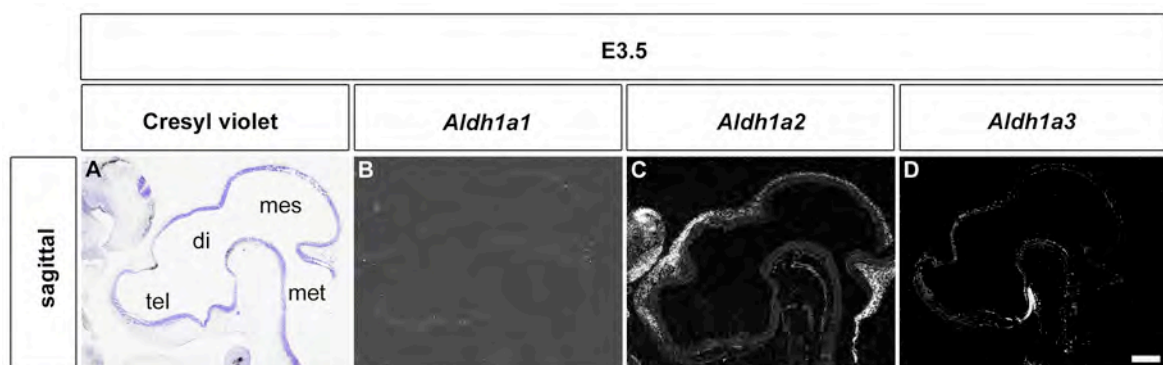 E3.5
Cresyl violet
Aldh1a1
Aldh1a2
Aldh1a3
sagittal
A
B
C
D
mes
di
tel
met